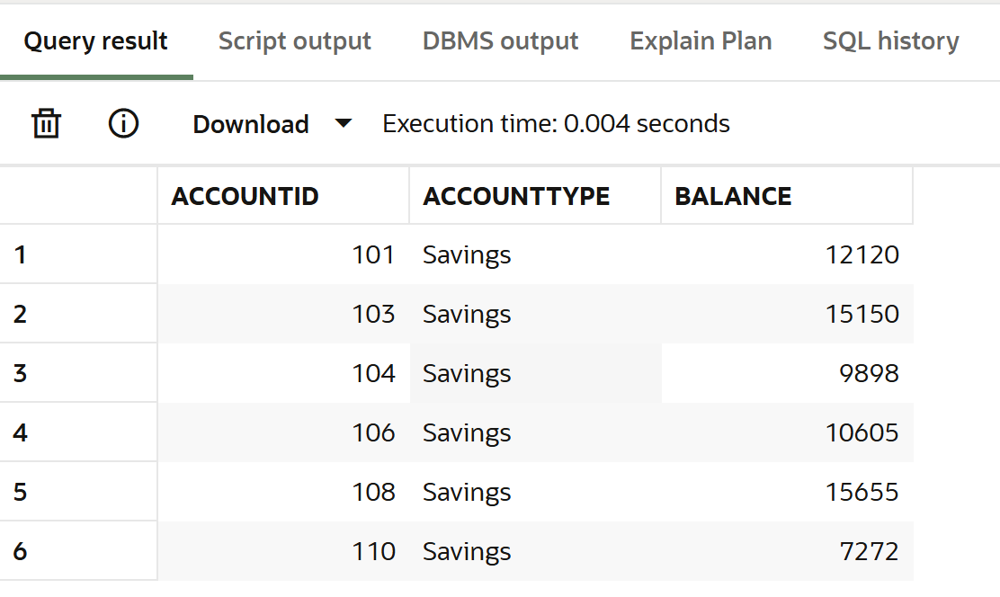 Query result Script output DBMS output Explain Plan SQL history
Download Execution time: 0.004 seconds
ACCOUNTID ACCOUNTTYPE BALANCE
1 101 Savings 12120
2 103 Savings 15150
3 104 Savings 9898
4 106 Savings 10605
5 108 Savings 15655
6 110 Savings 7272